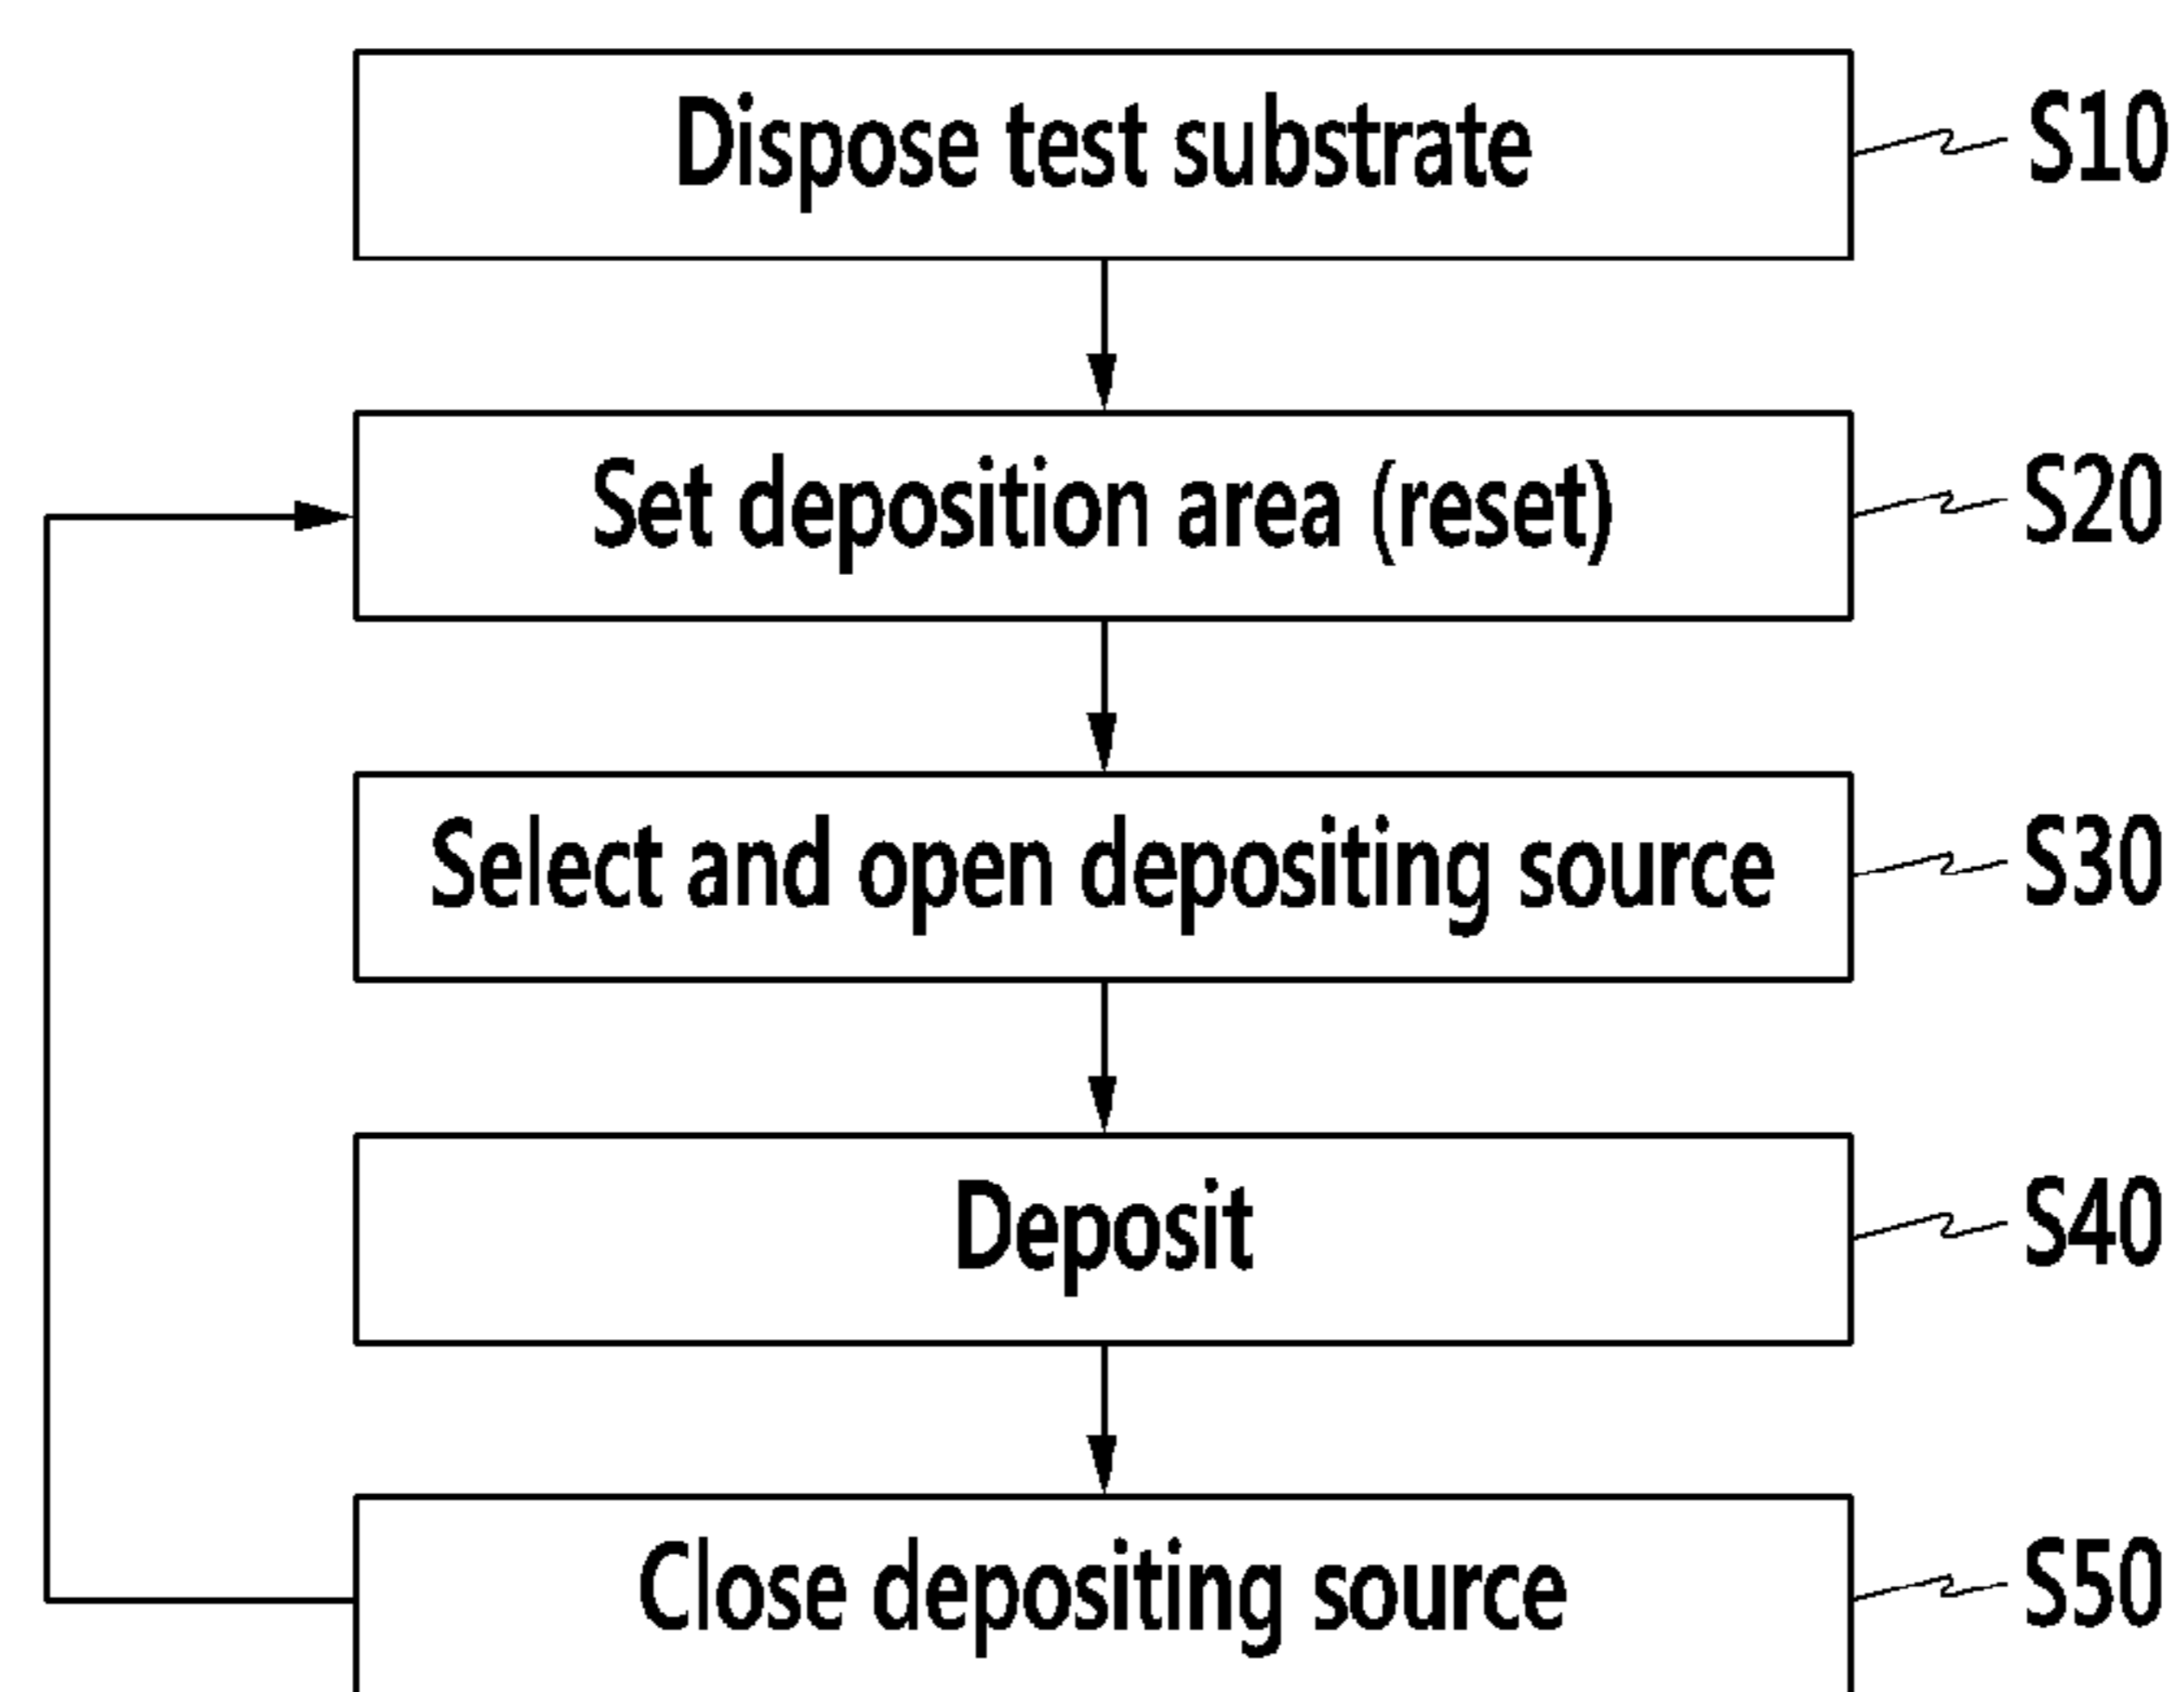 Dispose test substrate S10
Set deposition area (reset) S20
Select and open depositing source S30
Deposit S40
Close depositing source S50